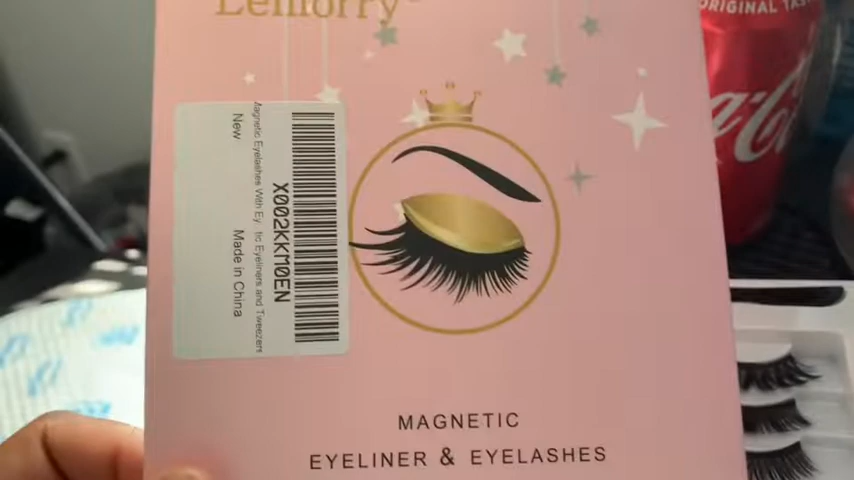 Lemorry
ORIGINAL TAS
Coca
Magnetic Eyelashes With Ey tic Eyeliners and Tweezers
New
X002KKM0EN
Made in China
MAGNETIC
EYELINER & EYELASHES